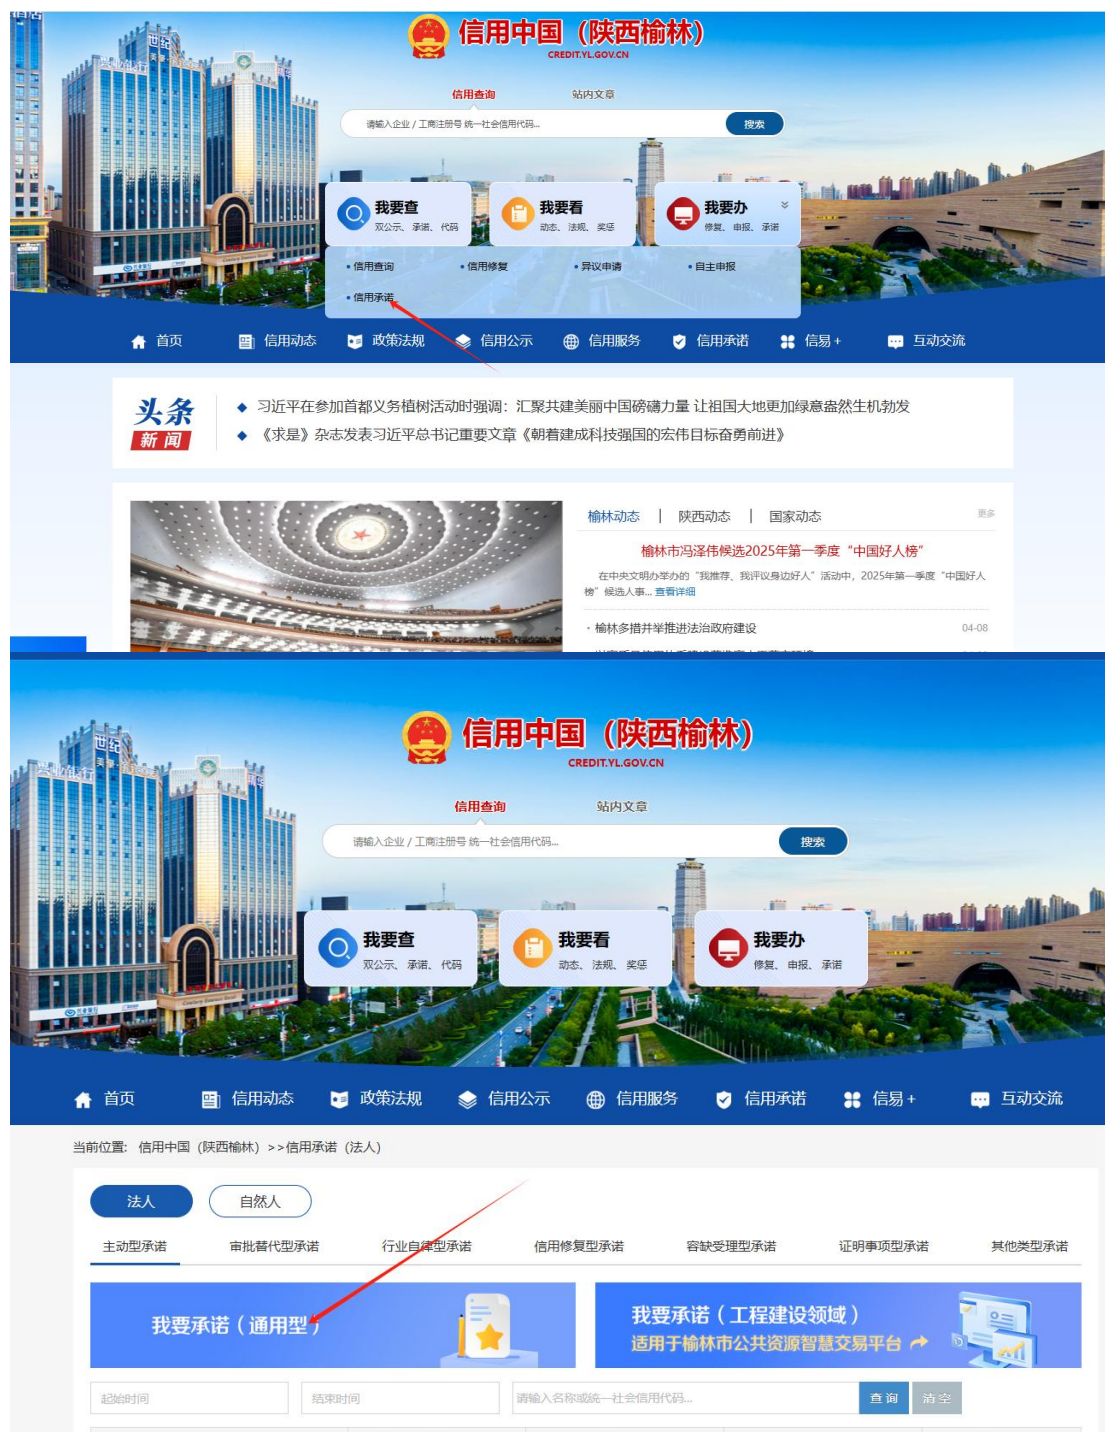 世纪
信用中国（陕西榆林）
CREDIT.YL.GOV.CN
信用查询 站内文章
请输入企业 / 工商注册号 统一社会信用代码... 搜索
我要查 我要看 我要办
双公示、 承诺、 代码 动态、 法规、 奖惩 修复、 申报、 承诺
• 信用查询 • 信用修复 • 异议申请 • 自主申报
• 信用承诺
首页 信用动态 政策法规 信用公示 信用服务 信用承诺 信易+ 互动交流
头条
新闻
◆ 习近平在参加首都义务植树活动时强调：汇聚共建美丽中国磅礴力量 让祖国大地更加绿意盎然生机勃发
◆ 《求是》杂志发表习近平总书记重要文章《朝着建成科技强国的宏伟目标奋勇前进》
榆林动态 | 陕西动态 | 国家动态 更多
榆林市冯泽伟候选2025年第一季度“中国好人榜”
在中央文明办举办的“我推荐、我评议身边好人”活动中，2025年第一季度“中国好人
榜”候选人事... 查看详细
· 榆林多措并举推进法治政府建设 04-08
世纪
信用中国（陕西榆林）
CREDIT.YL.GOV.CN
信用查询 站内文章
请输入企业 / 工商注册号 统一社会信用代码... 搜索
我要查 我要看 我要办
双公示、 承诺、 代码 动态、 法规、 奖惩 修复、 申报、 承诺
首页 信用动态 政策法规 信用公示 信用服务 信用承诺 信易+ 互动交流
当前位置: 信用中国（陕西榆林）>>信用承诺（法人）
法人 自然人
主动型承诺 审批替代型承诺 行业自律型承诺 信用修复型承诺 容缺受理型承诺 证明事项型承诺 其他类型承诺
我要承诺（通用型） 我要承诺（工程建设领域）
适用于榆林市公共资源智慧交易平台
起始时间 结束时间 请输入名称或统一社会信用代码... 查询 清空